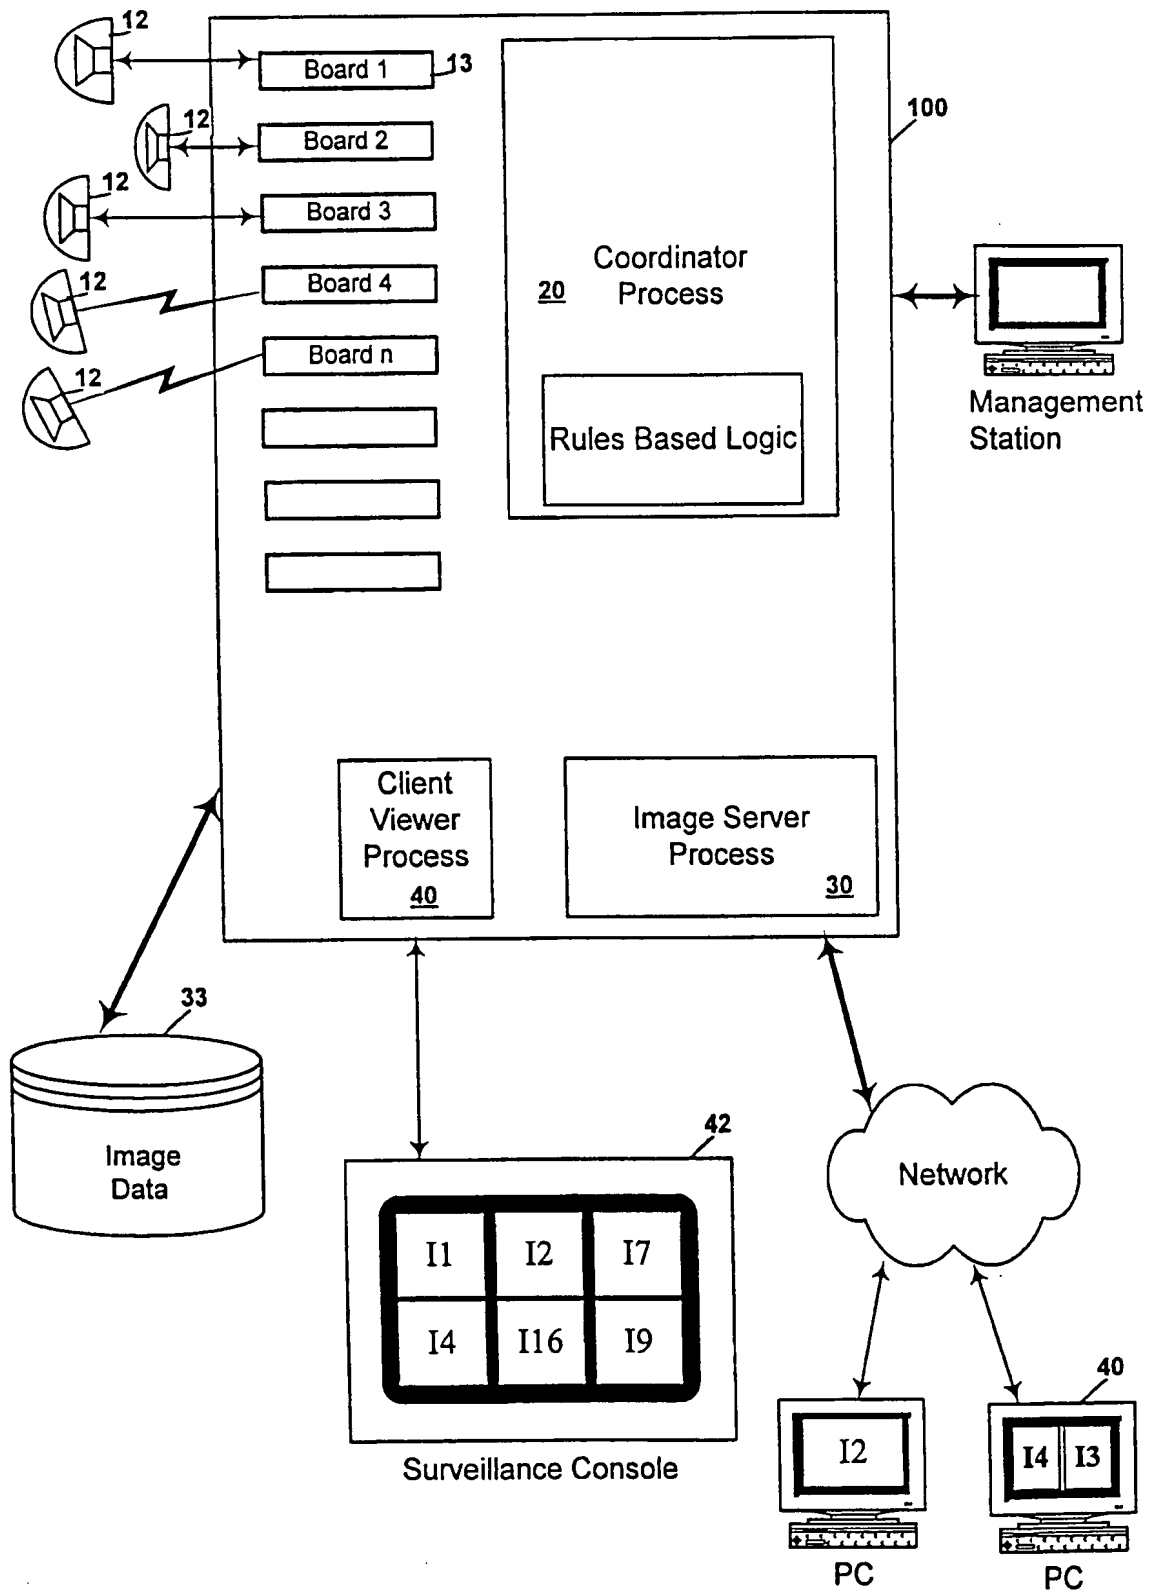 12
Board 1
13
12
Board 2
100
12
Board 3
12
Board 4
12
Board n
Coordinator
Process
20
Rules Based Logic
Management
Station
Client
Viewer
Process
40
Image Server
Process
30
33
Image
Data
42
I1 I2 I7
I4 I16 I9
Surveillance Console
Network
I2
PC
40
I4 I3
PC